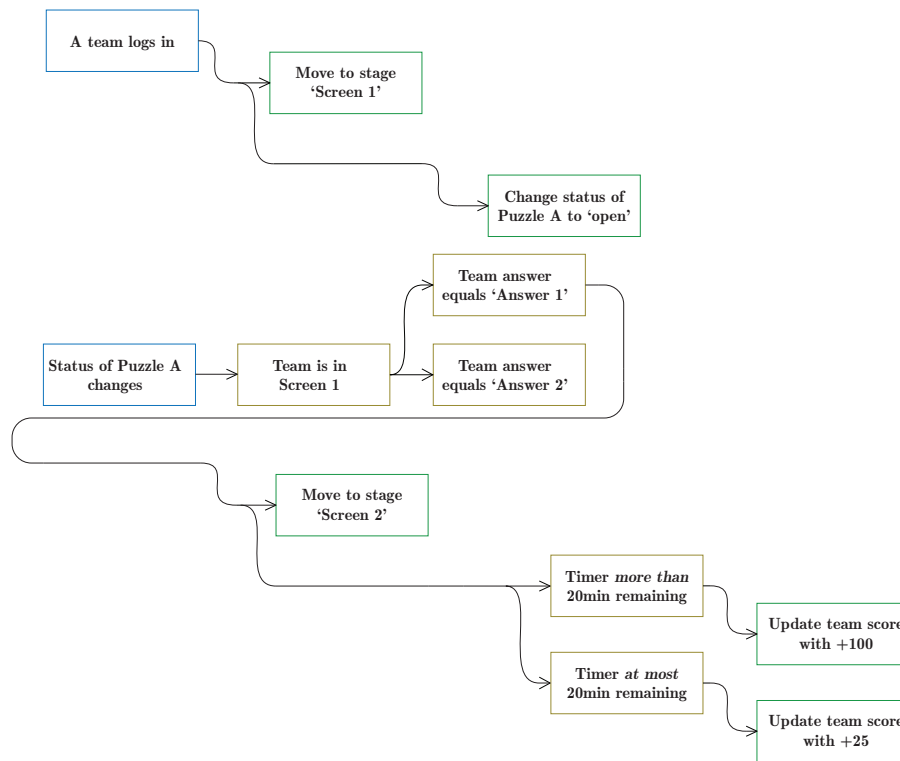 A team logs in
Move to stage
‘Screen 1’
Change status of
Puzzle A to ‘open’
Team answer
equals ‘Answer 1’
Status of Puzzle A
changes
Team is in
Screen 1
Team answer
equals ‘Answer 2’
Move to stage
‘Screen 2’
Timer more than
20min remaining
Update team score
with +100
Timer at most
20min remaining
Update team score
with +25